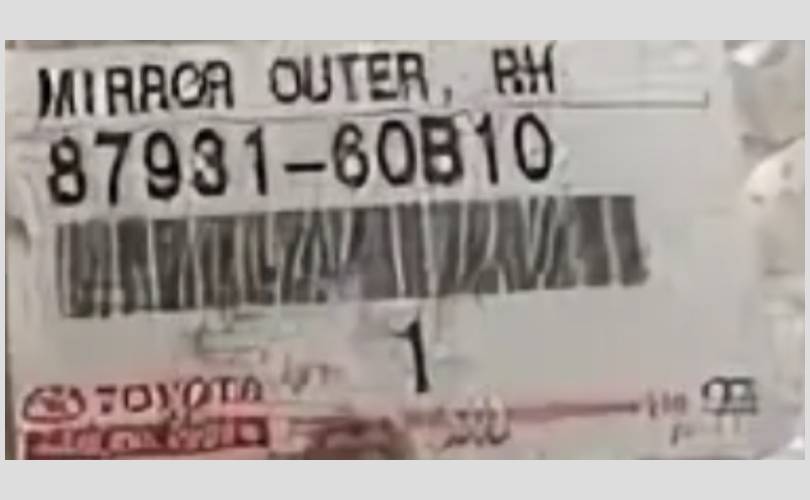 MIRROR OUTER, RH
87931-60B10
1
TOYOTA